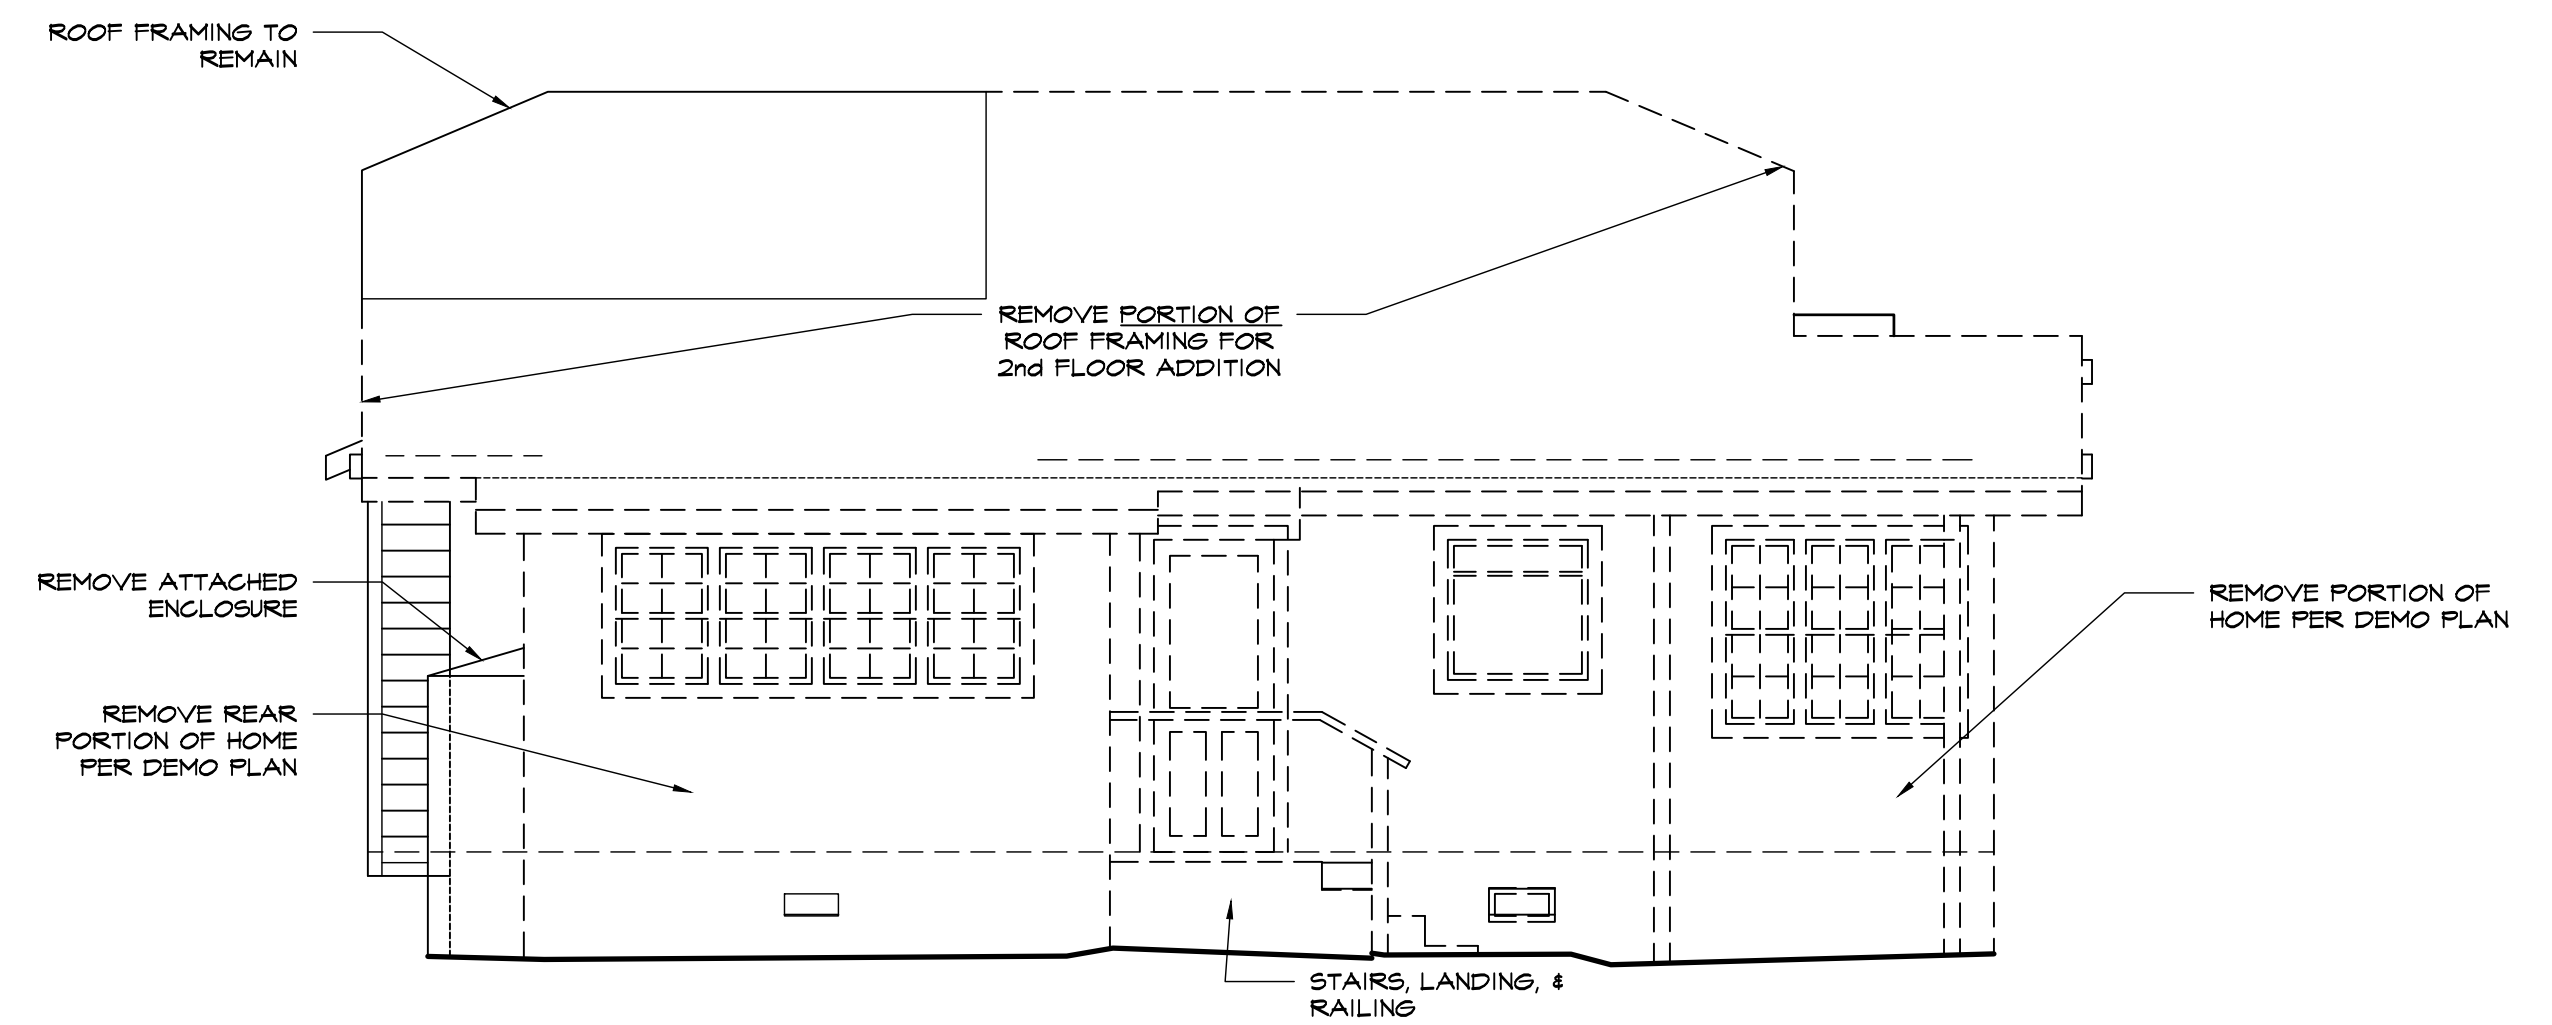 ROOF FRAMING TO
REMAIN
REMOVE PORTION OF
ROOF FRAMING FOR
2nd FLOOR ADDITION
REMOVE ATTACHED
ENCLOSURE
REMOVE PORTION OF
HOME PER DEMO PLAN
REMOVE REAR
PORTION OF HOME
PER DEMO PLAN
STAIRS, LANDING, &
RAILING